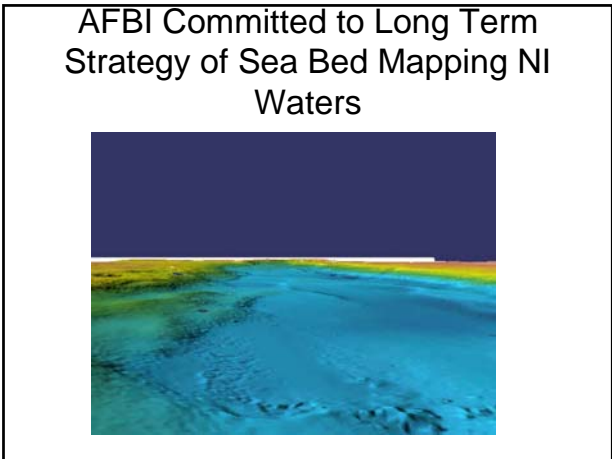 AFBI Committed to Long Term
Strategy of Sea Bed Mapping NI
Waters